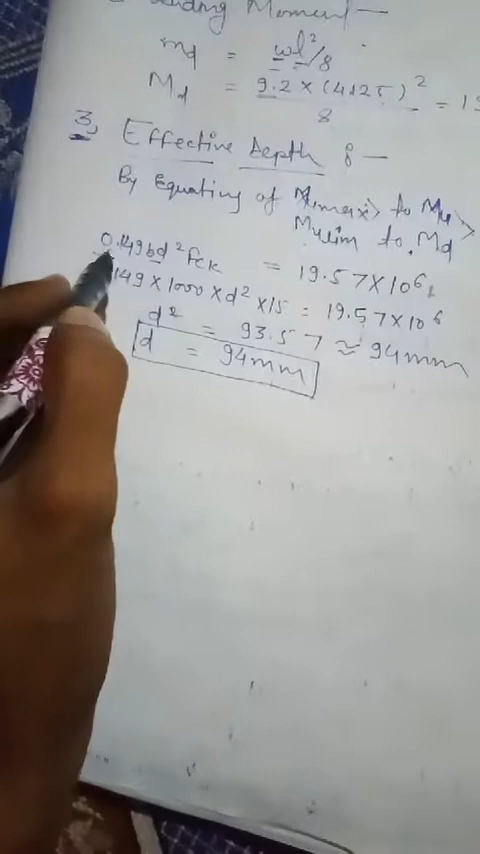 Moment:—
md = wl²/8
Md = 9.2 × (4.125)² / 8 = 1
3, Effective Depth :—
By Equating of Mumax> to Mu>
Mulim to Md
0.149bd²fck = 19.57×10⁶
149 × 1000 × d² × 15 = 19.57×10⁶
d² = 93.57 ≈ 94mm
d = 94mm